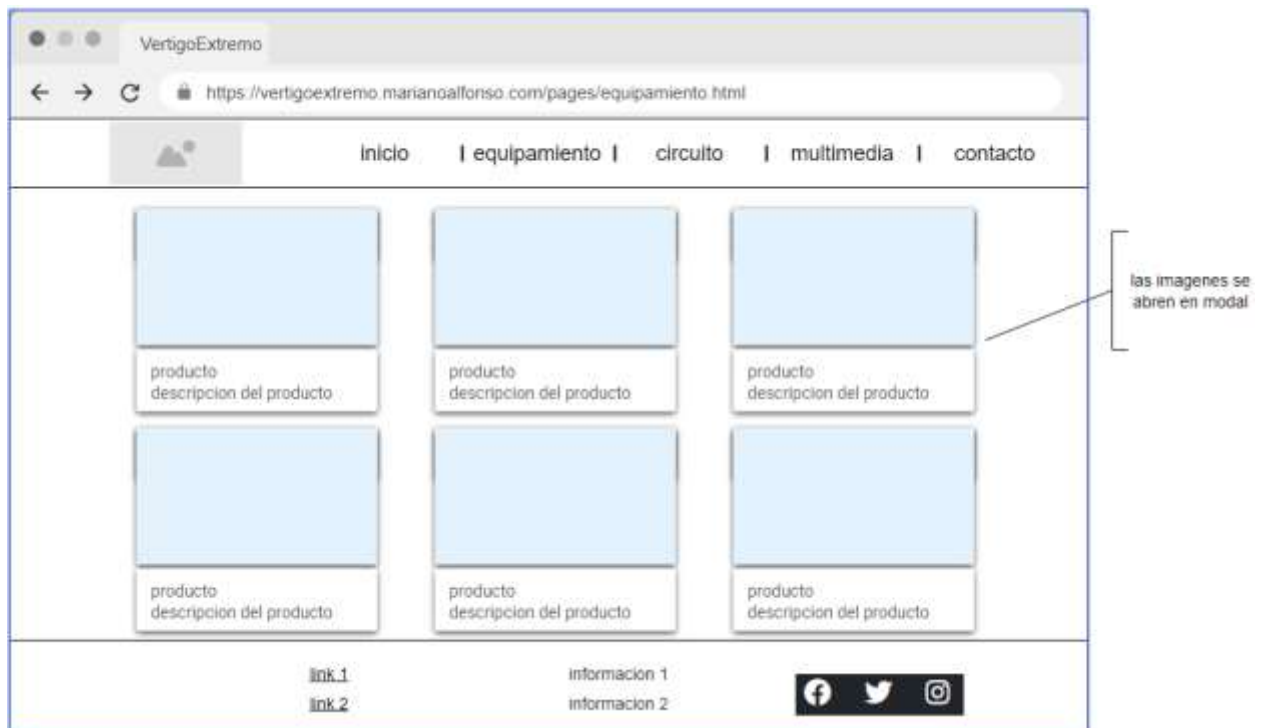 VertigoExtremo
https://vertigoextremo.marianoalfonso.com/pages/equipamiento.html
inicio | equipamiento | circuito | multimedia | contacto
las imagenes se
abren en modal
producto
descripcion del producto
producto
descripcion del producto
producto
descripcion del producto
producto
descripcion del producto
producto
descripcion del producto
producto
descripcion del producto
link 1
link 2
informacion 1
informacion 2